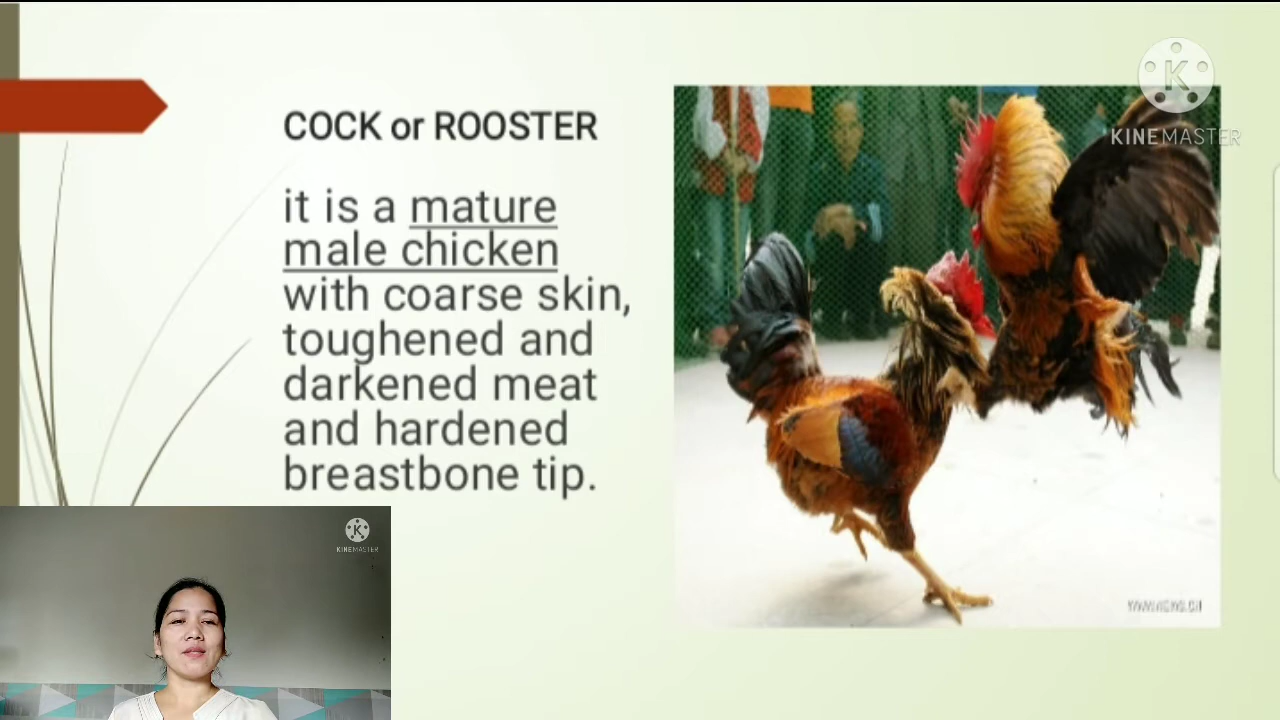 COCK or ROOSTER
it is a mature
male chicken
with coarse skin,
toughened and
darkened meat
and hardened
breastbone tip.
K
KINEMASTER
K
KINEMASTER